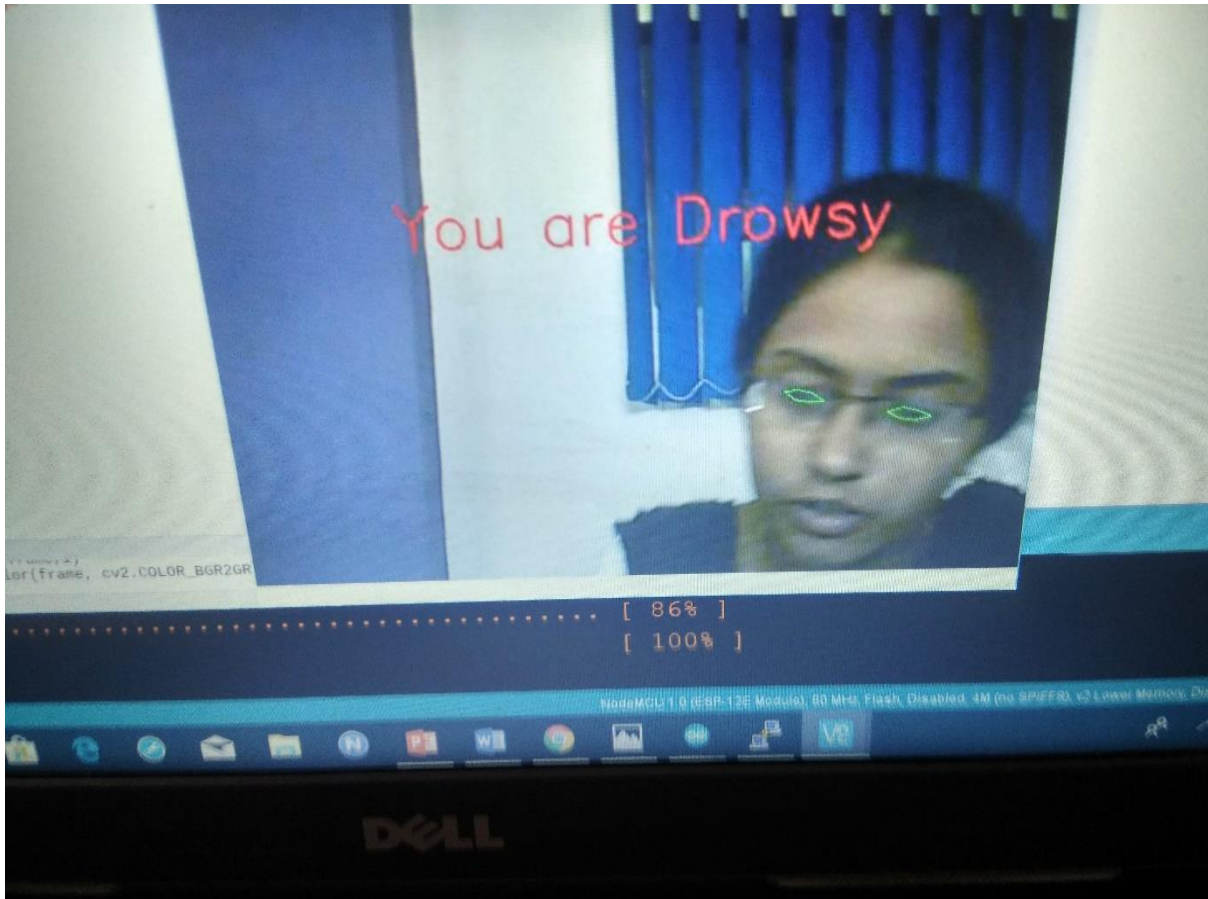 You are Drowsy
lor(frame, cv2.COLOR_BGR2GR
[ 86% ]
[ 100% ]
NodeMCU 1.0 (ESP-12E Module), 80 MHz, Flash, Disabled, 4M (no SPIFFS), v2 Lower Memory, Dis
DELL